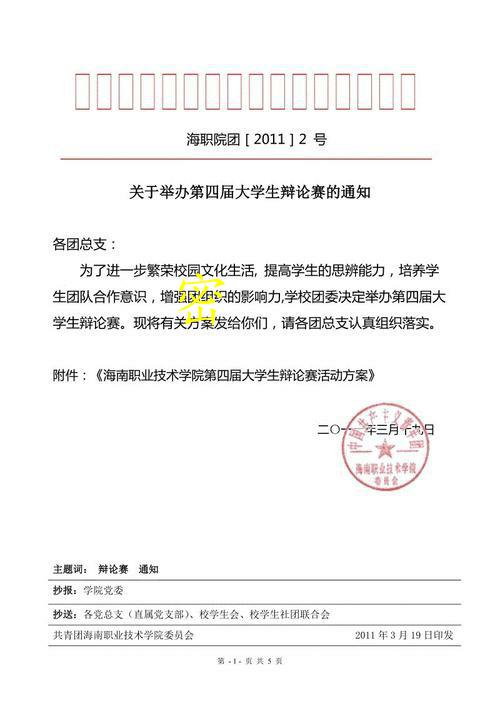 海职院团［2011］2 号
关于举办第四届大学生辩论赛的通知
各团总支：
为了进一步繁荣校园文化生活, 提高学生的思辨能力，培养学
生团队合作意识，增强团组织的影响力,学校团委决定举办第四届大
学生辩论赛。现将有关方案发给你们，请各团总支认真组织落实。
密
附件：《海南职业技术学院第四届大学生辩论赛活动方案》
二〇一 年三月十九日
中国共产主义青年团
海南职业技术学院
委员会
主题词： 辩论赛 通知
抄报：学院党委
抄送：各党总支（直属党支部）、校学生会、校学生社团联合会
共青团海南职业技术学院委员会 2011 年 3 月 19 日印发
第 - 1 - 页 共 5 页